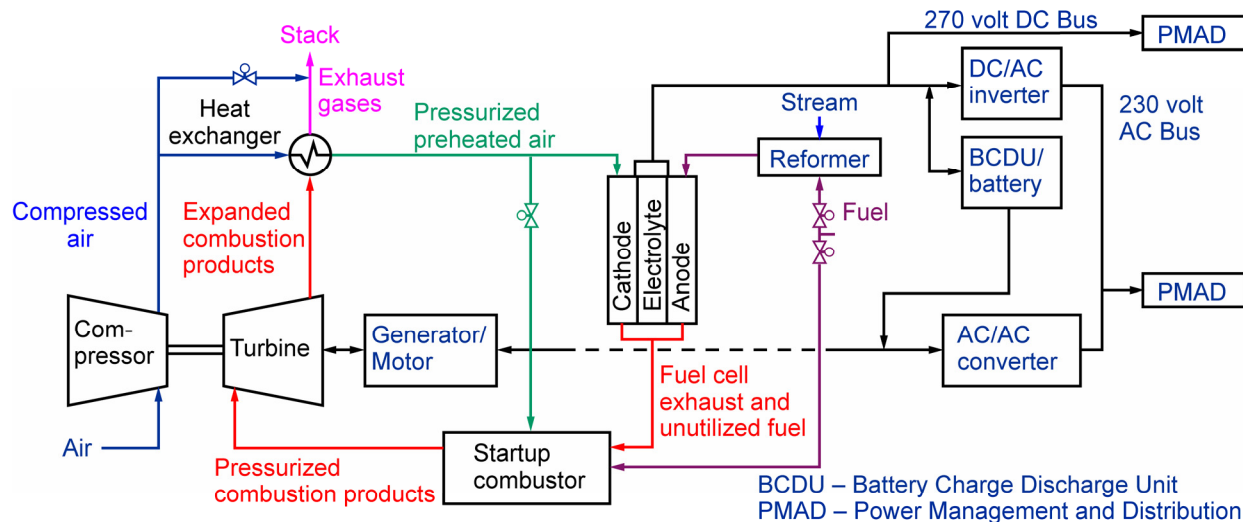 270 volt DC Bus
PMAD
Stack
Exhaust
gases
DC/AC
inverter
Heat
exchanger
Pressurized
preheated air
Stream
230 volt
AC Bus
Reformer
BCDU/
battery
Compressed
air
Expanded
combustion
products
Fuel
Cathode
Electrolyte
Anode
PMAD
Com-
pressor
Turbine
Generator/
Motor
AC/AC
converter
Fuel cell
exhaust and
unutilized fuel
Air
Startup
combustor
Pressurized
combustion products
BCDU – Battery Charge Discharge Unit
PMAD – Power Management and Distribution